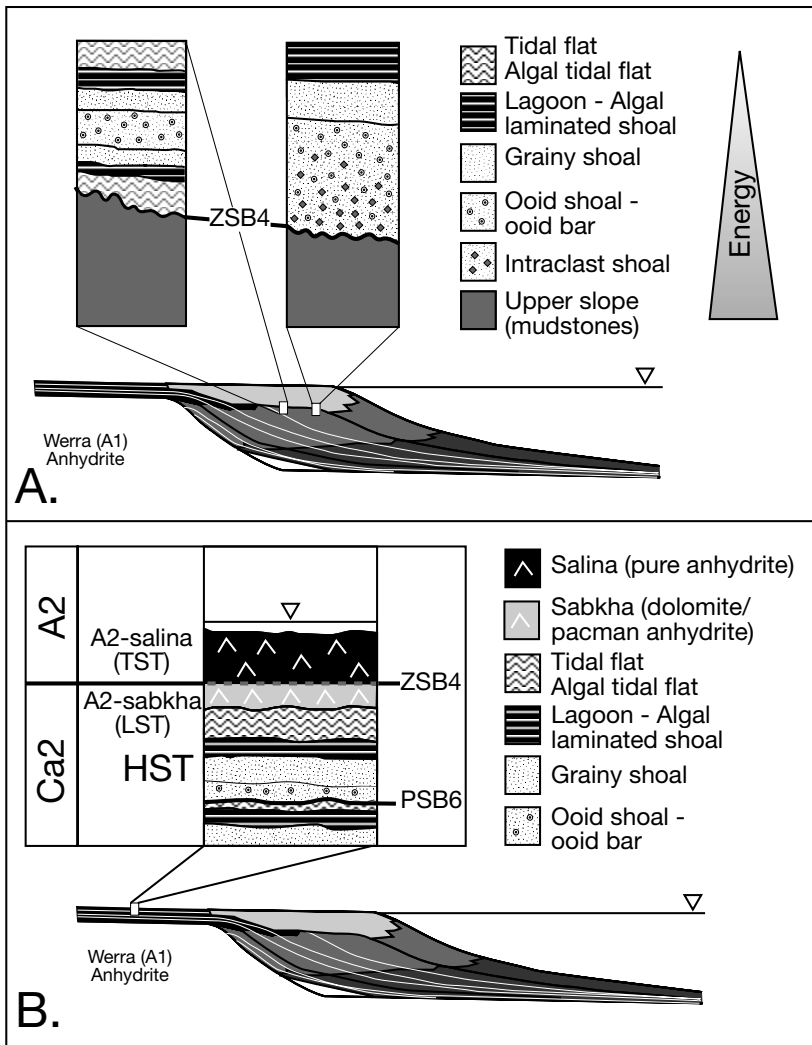 Tidal flat
Algal tidal flat
Lagoon - Algal
laminated shoal
Grainy shoal
Ooid shoal -
ooid bar
Intraclast shoal
Upper slope
(mudstones)
Energy
ZSB4
Werra (A1)
Anhydrite
A.
A2
A2-salina
(TST)
Ca2
A2-sabkha
(LST)
HST
ZSB4
PSB6
Salina (pure anhydrite)
Sabkha (dolomite/
pacman anhydrite)
Tidal flat
Algal tidal flat
Lagoon - Algal
laminated shoal
Grainy shoal
Ooid shoal -
ooid bar
Werra (A1)
Anhydrite
B.